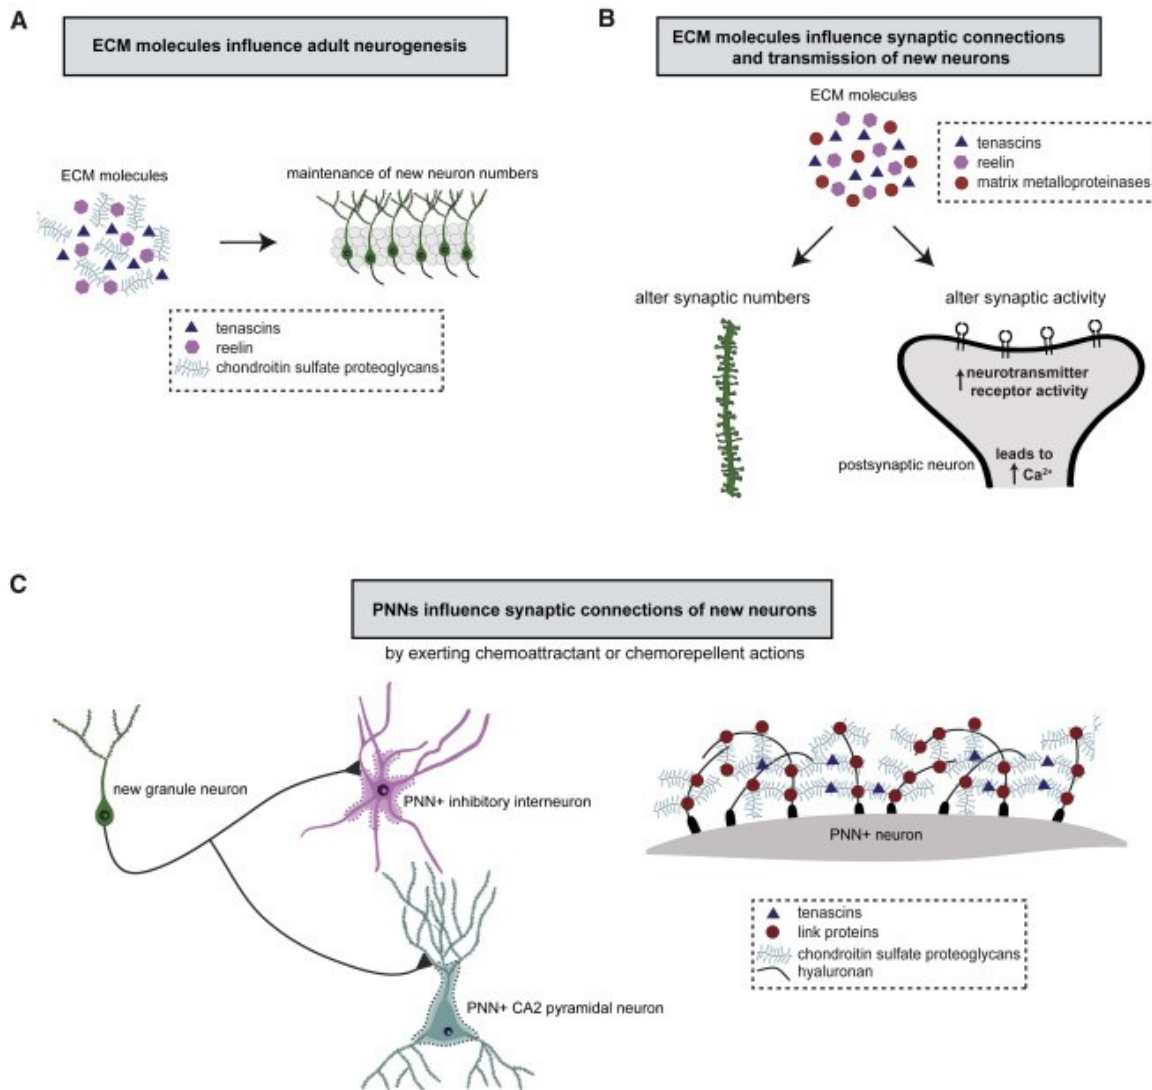 A
ECM molecules influence adult neurogenesis
ECM molecules
maintenance of new neuron numbers
tenascins
reelin
chondroitin sulfate proteoglycans
B
ECM molecules influence synaptic connections
and transmission of new neurons
ECM molecules
tenascins
reelin
matrix metalloproteinases
alter synaptic numbers
alter synaptic activity
↑ neurotransmitter
receptor activity
postsynaptic neuron
leads to
↑ Ca²⁺
C
PNNs influence synaptic connections of new neurons
by exerting chemoattractant or chemorepellent actions
new granule neuron
PNN+ inhibitory interneuron
PNN+ CA2 pyramidal neuron
PNN+ neuron
tenascins
link proteins
chondroitin sulfate proteoglycans
hyaluronan